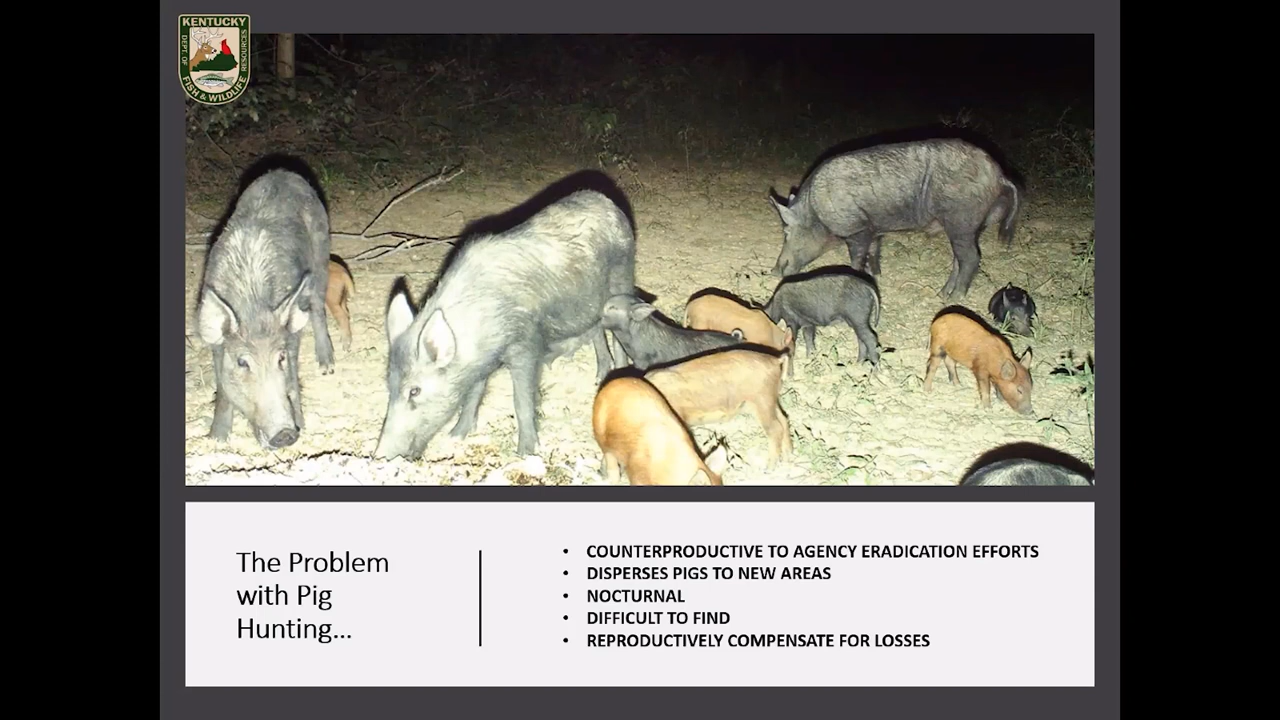 KENTUCKY
DEPT. OF
FISH & WILDLIFE
RESOURCES
The Problem
with Pig
Hunting...
• COUNTERPRODUCTIVE TO AGENCY ERADICATION EFFORTS
• DISPERSES PIGS TO NEW AREAS
• NOCTURNAL
• DIFFICULT TO FIND
• REPRODUCTIVELY COMPENSATE FOR LOSSES